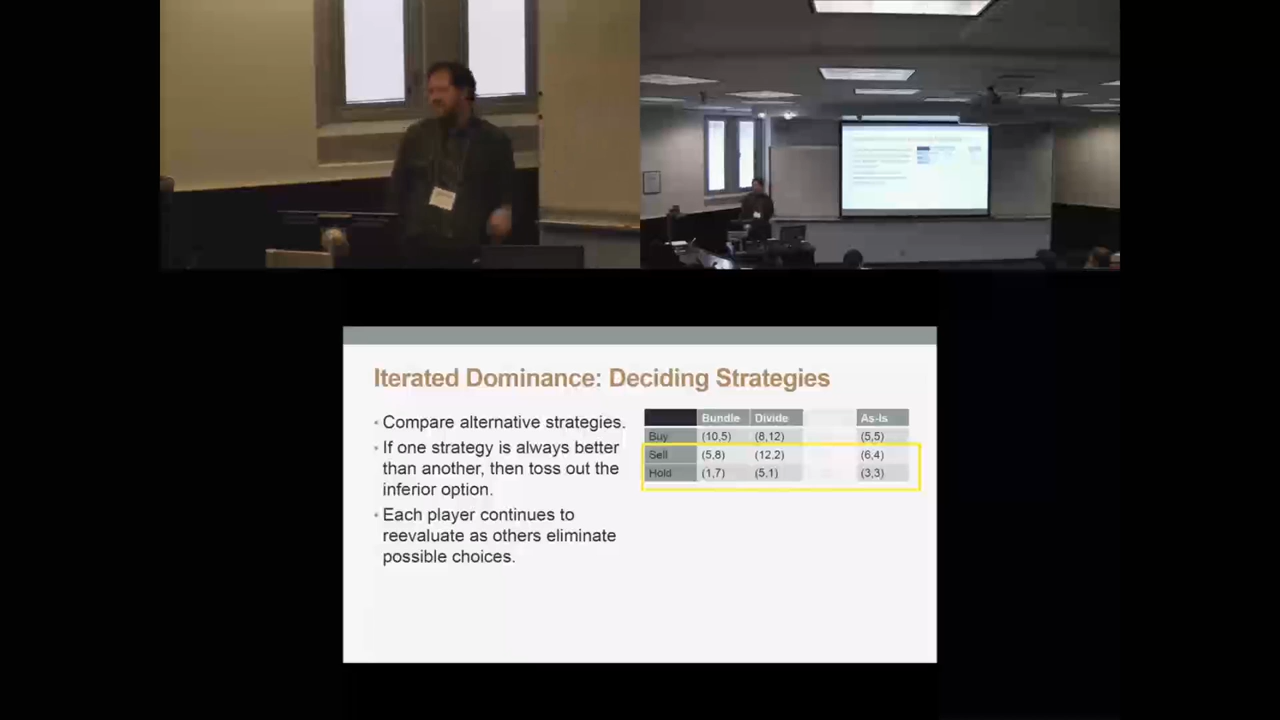 Iterated Dominance: Deciding Strategies
• Compare alternative strategies.
• If one strategy is always better
than another, then toss out the
inferior option.
• Each player continues to
reevaluate as others eliminate
possible choices.
Bundle Divide As-Is
Buy (10,5) (8,12) (5,5)
Sell (5,8) (12,2) (6,4)
Hold (1,7) (5,1) (3,3)